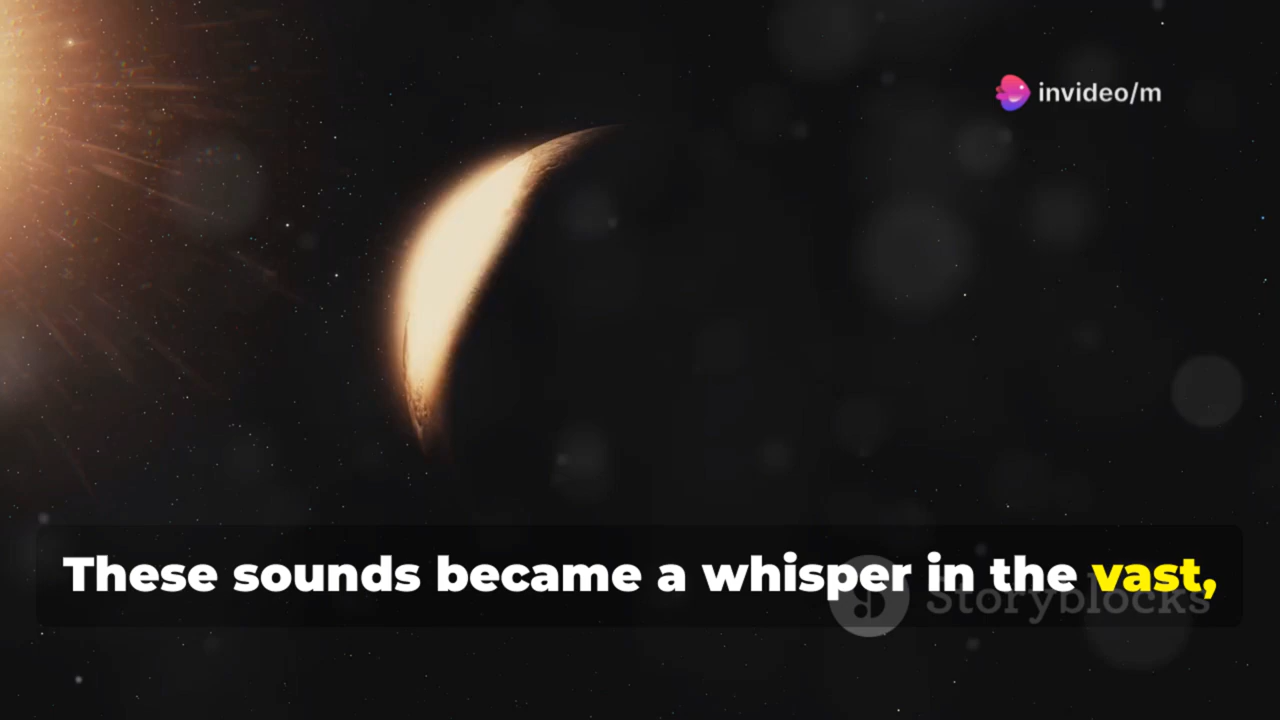 invideo/m
These sounds became a whisper in the vast,
Storyblocks